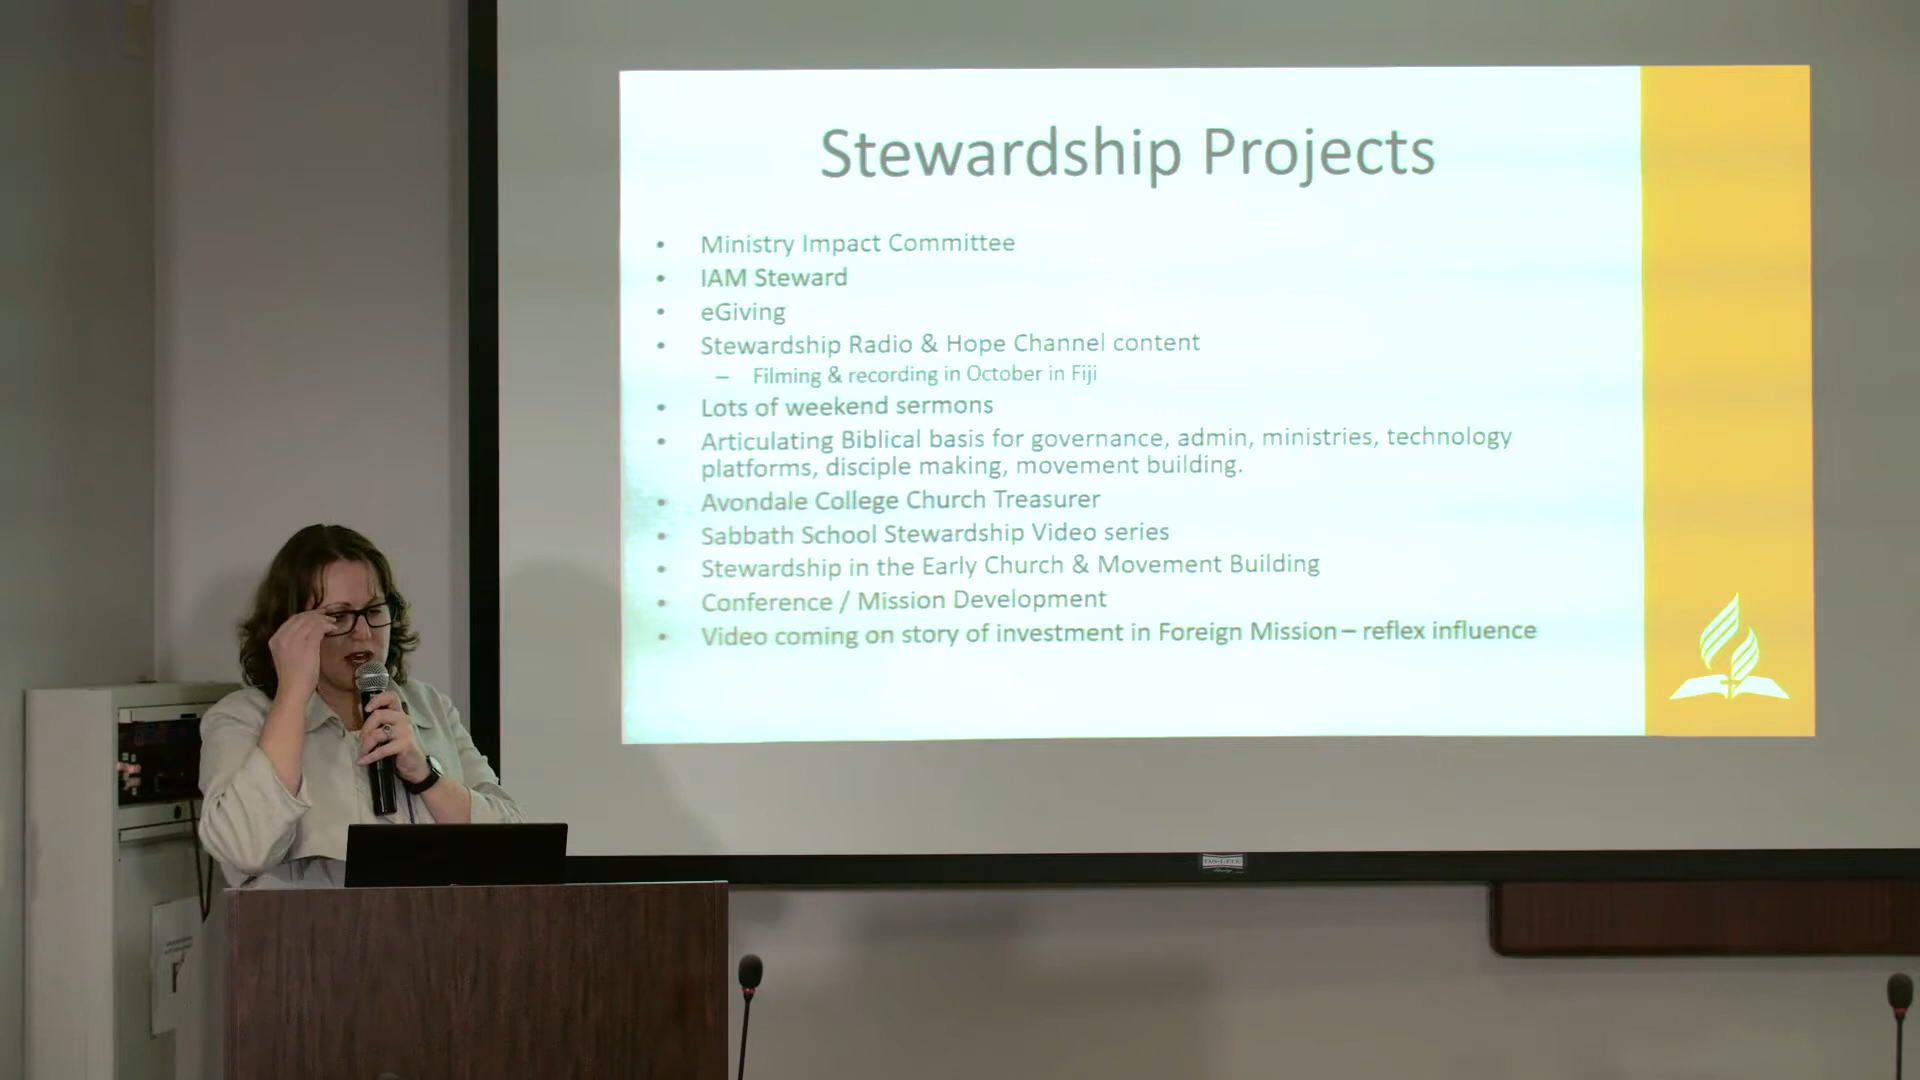 Stewardship Projects
• Ministry Impact Committee
• IAM Steward
• eGiving
• Stewardship Radio & Hope Channel content
– Filming & recording in October in Fiji
• Lots of weekend sermons
• Articulating Biblical basis for governance, admin, ministries, technology
platforms, disciple making, movement building.
• Avondale College Church Treasurer
• Sabbath School Stewardship Video series
• Stewardship in the Early Church & Movement Building
• Conference / Mission Development
• Video coming on story of investment in Foreign Mission – reflex influence
DA-LITE